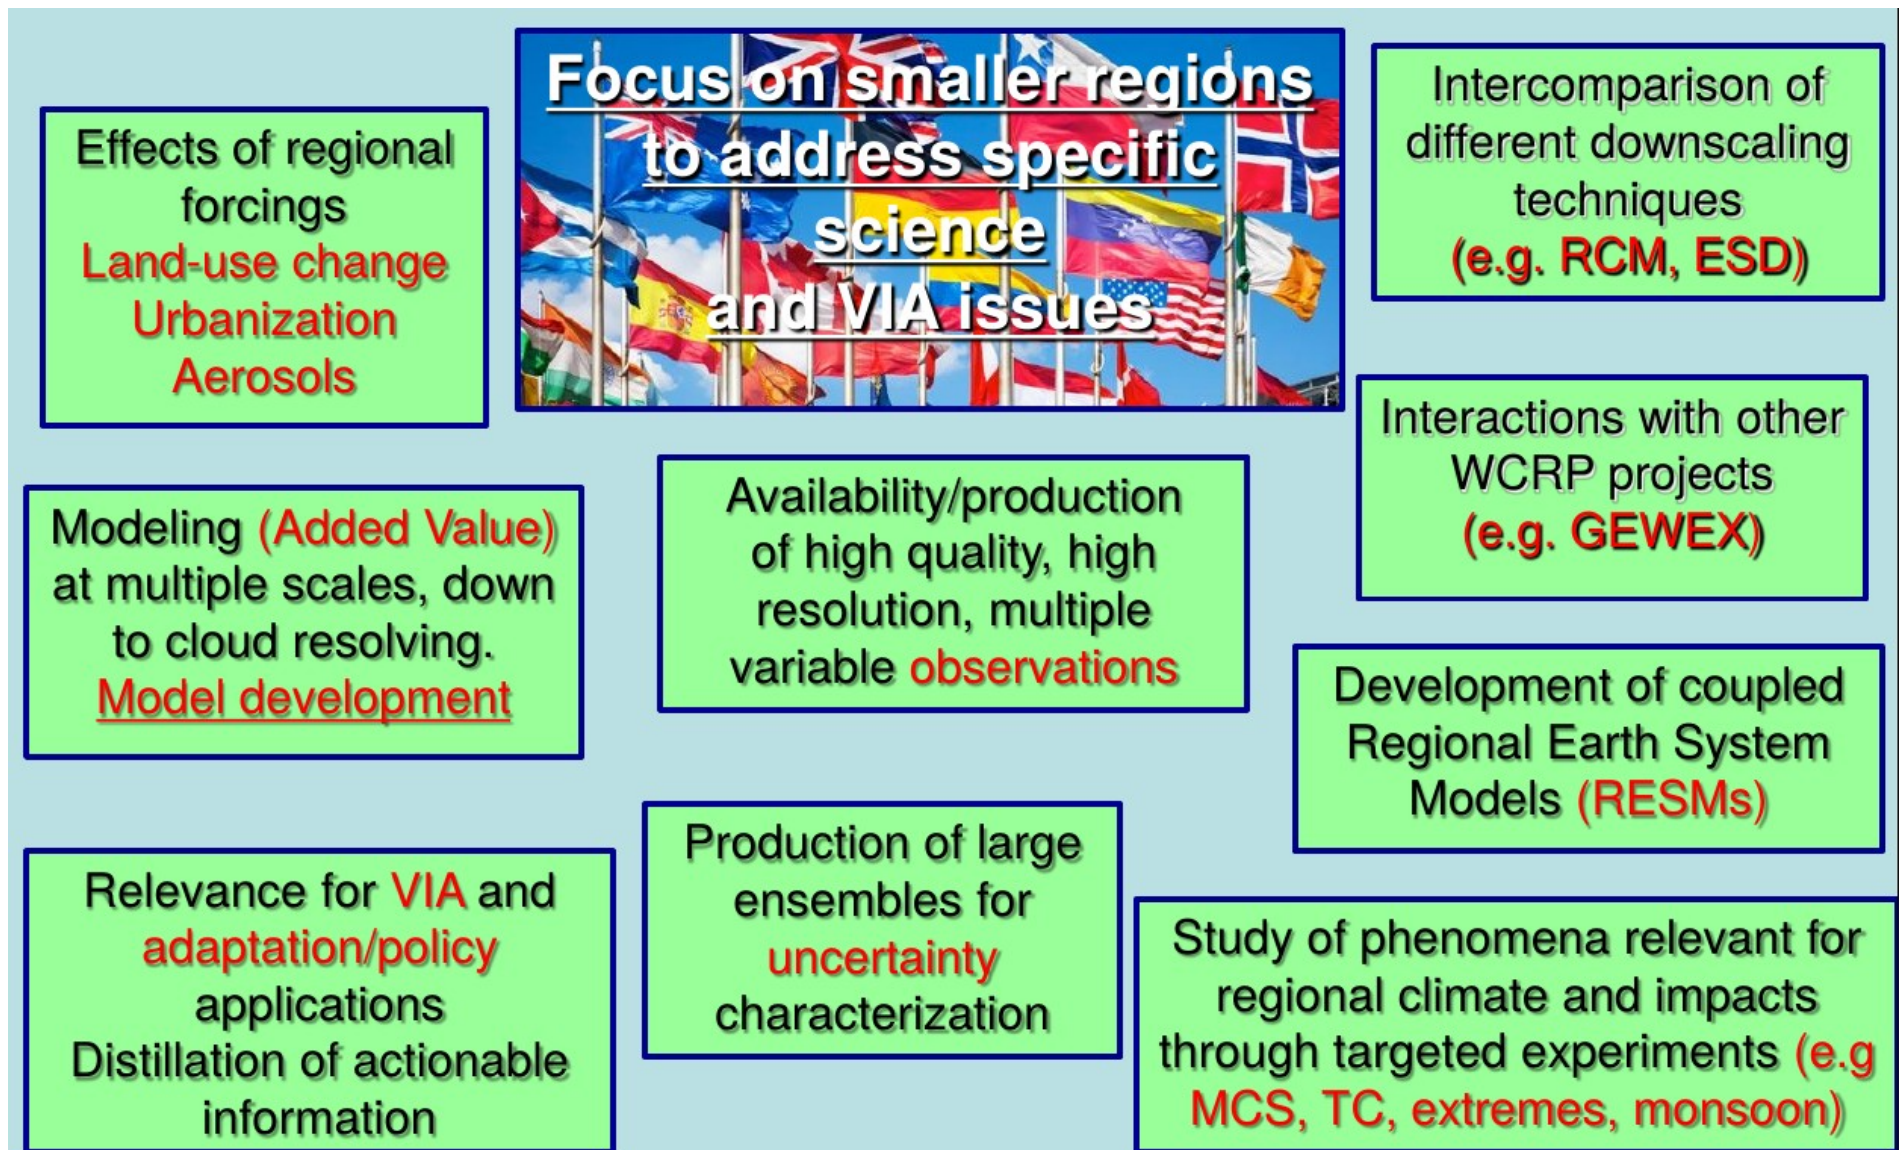 Focus on smaller regions
to address specific
science
and VIA issues
Effects of regional
forcings
Land-use change
Urbanization
Aerosols
Intercomparison of
different downscaling
techniques
(e.g. RCM, ESD)
Interactions with other
WCRP projects
(e.g. GEWEX)
Modeling (Added Value)
at multiple scales, down
to cloud resolving.
Model development
Availability/production
of high quality, high
resolution, multiple
variable observations
Development of coupled
Regional Earth System
Models (RESMs)
Relevance for VIA and
adaptation/policy
applications
Distillation of actionable
information
Production of large
ensembles for
uncertainty
characterization
Study of phenomena relevant for
regional climate and impacts
through targeted experiments (e.g
MCS, TC, extremes, monsoon)